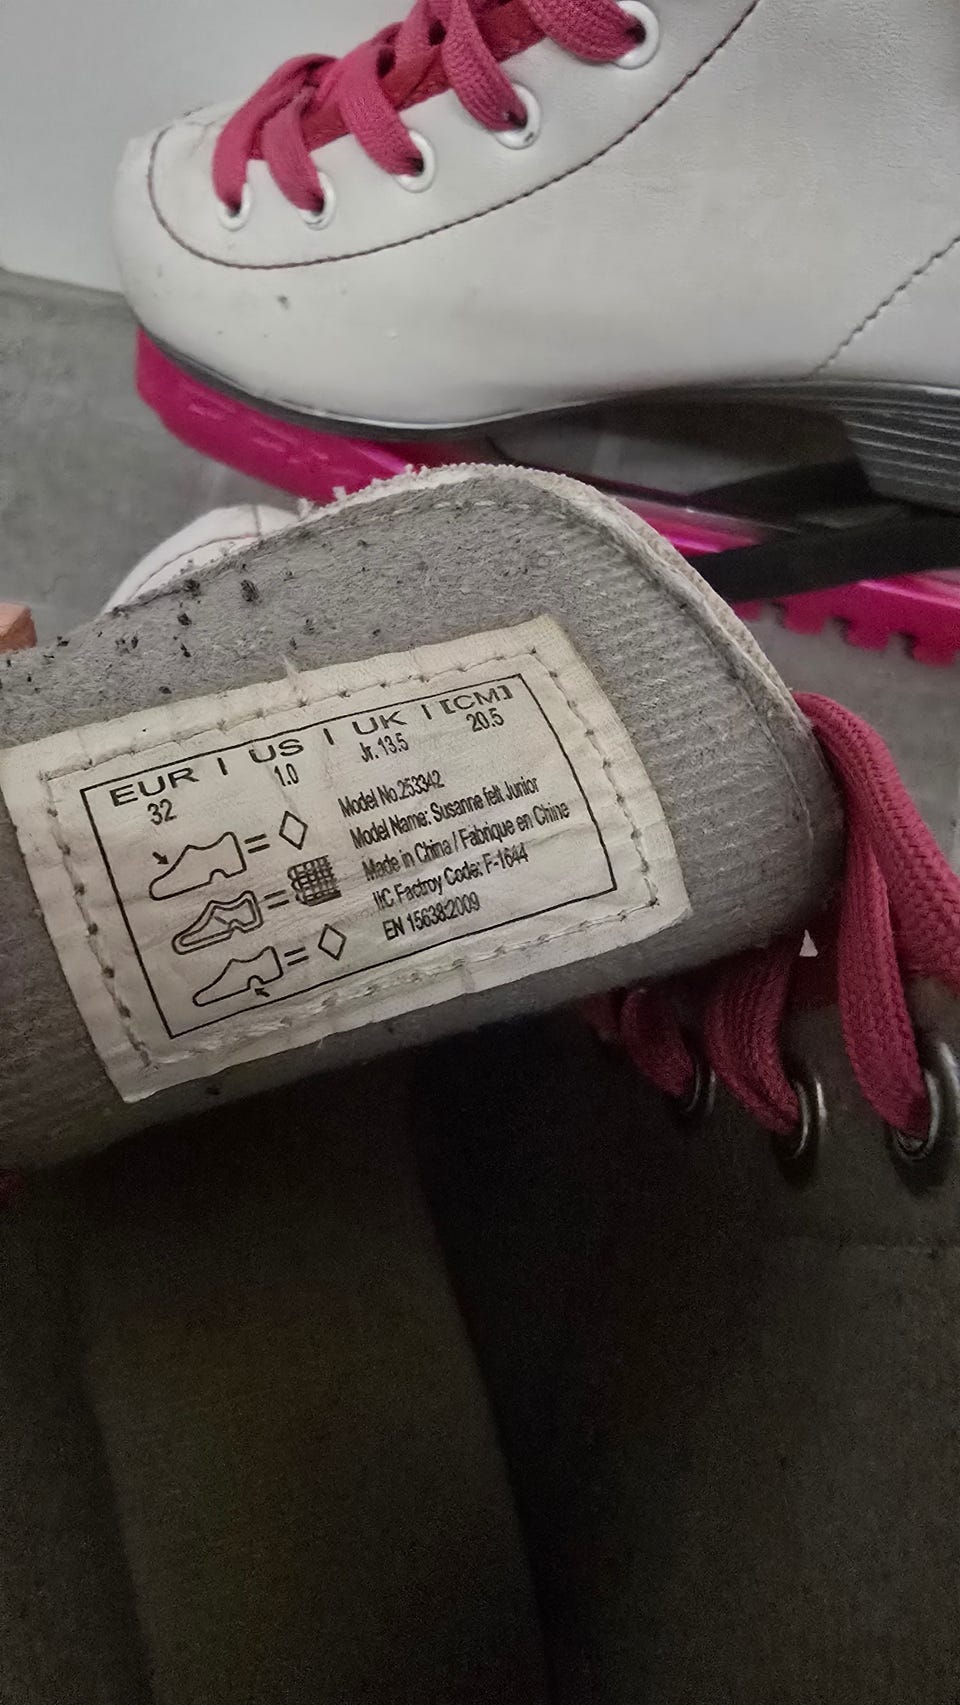 EUR | US | UK | [CM]
32 1.0 Jr. 13.5 20.5
Model No.253342
Model Name: Susanne felt Junior
Made in China / Fabrique en Chine
IIC Factroy Code: F-1644
EN 15638:2009